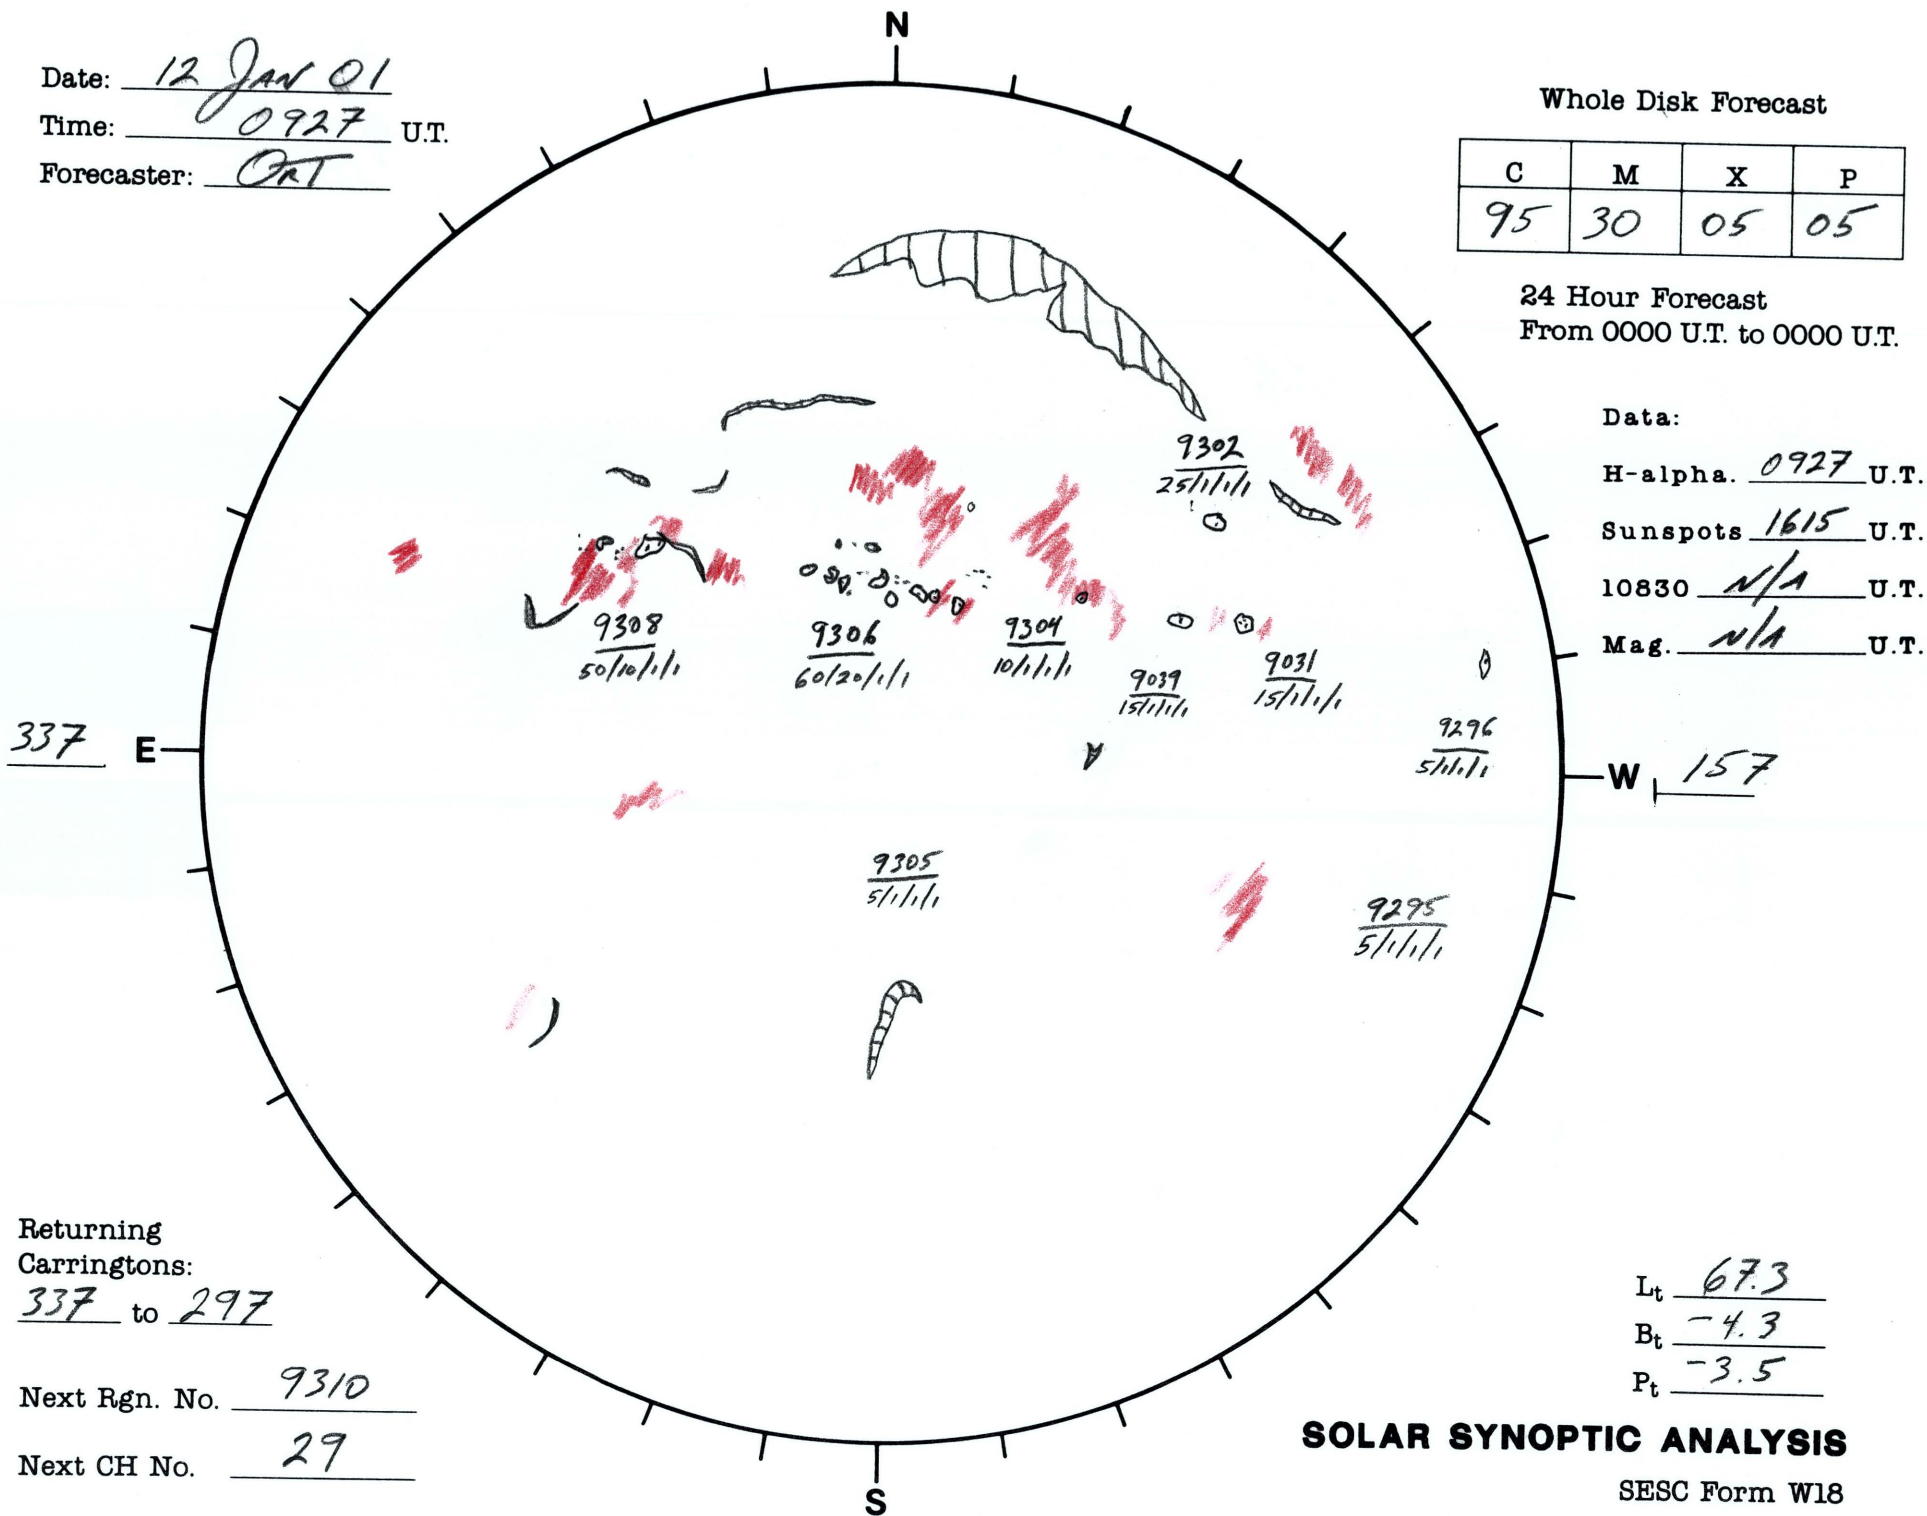 N
Date: 12 JAN 01
Time: 0927 U.T.
Forecaster: ORT
Whole Disk Forecast
C M X P
95 30 05 05
24 Hour Forecast
From 0000 U.T. to 0000 U.T.
Data:
H-alpha. 0927 U.T.
Sunspots 1615 U.T.
10830 N/A U.T.
Mag. N/A U.T.
9302
25/1/1/1
9308
50/10/1/1
9306
60/20/1/1
9304
10/1/1/1
9039
15/1/1/1
9031
15/1/1/1
9296
5/1/1/1
337 E
W 157
9305
5/1/1/1
9295
5/1/1/1
Returning
Carringtons:
337 to 297
Next Rgn. No. 9310
Next CH No. 29
S
Lt 67.3
Bt -4.3
Pt -3.5
SOLAR SYNOPTIC ANALYSIS
SESC Form W18